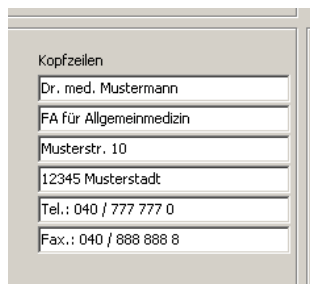 Kopfzeilen
Dr. med. Mustermann
FA für Allgemeinmedizin
Musterstr. 10
12345 Musterstadt
Tel.: 040 / 777 777 0
Fax.: 040 / 888 888 8